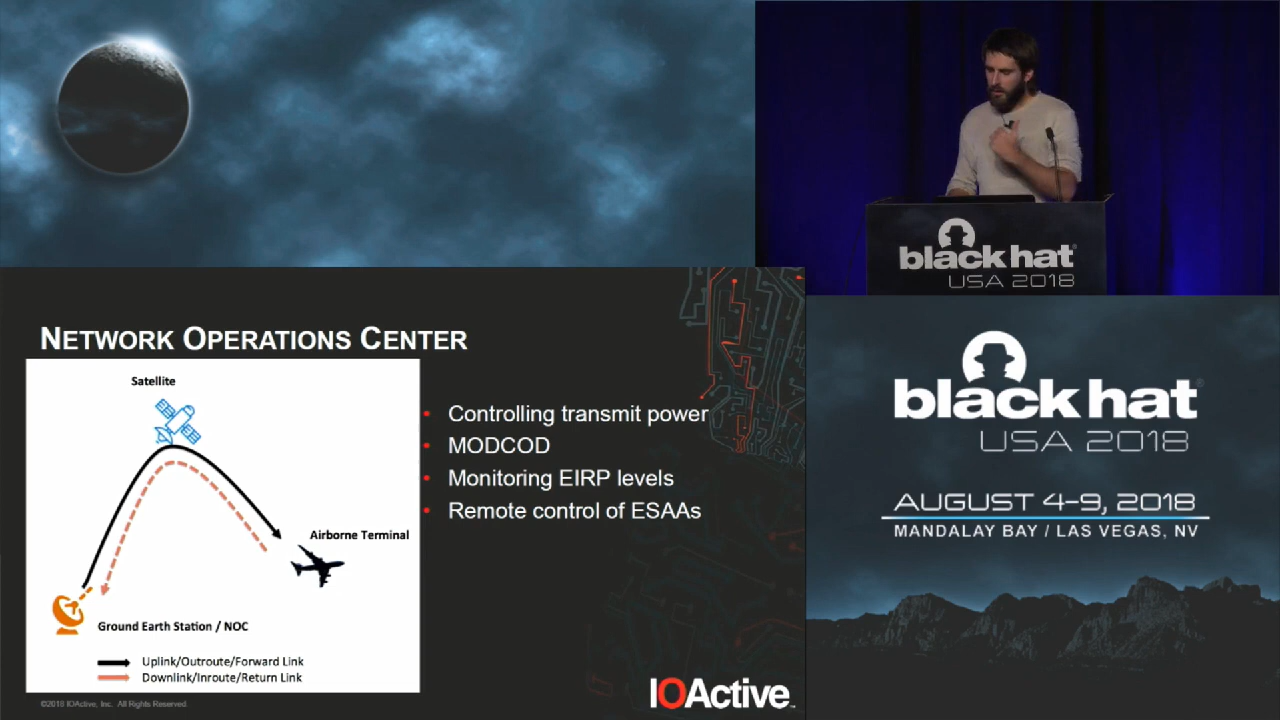 black hat
USA 2018
NETWORK OPERATIONS CENTER
Satellite
Airborne Terminal
Ground Earth Station / NOC
Uplink/Outroute/Forward Link
Downlink/Inroute/Return Link
• Controlling transmit power
• MODCOD
• Monitoring EIRP levels
• Remote control of ESAAs
©2018 IOActive, Inc. All Rights Reserved.
IOActive
black hat
USA 2018
AUGUST 4-9, 2018
MANDALAY BAY / LAS VEGAS, NV